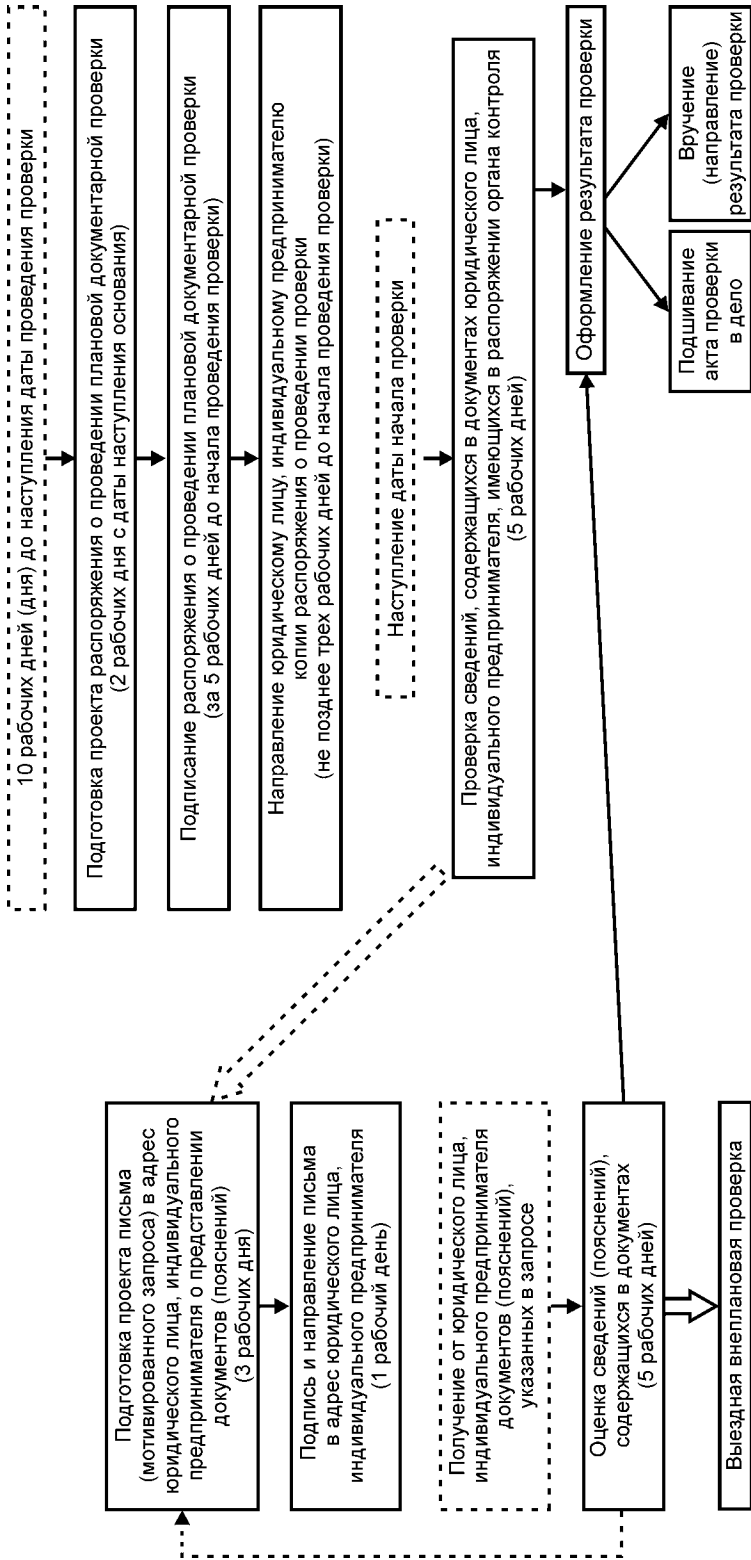 10 рабочих дней (дня) до наступления даты проведения проверки
Подготовка проекта распоряжения о проведении плановой документарной проверки
(2 рабочих дня с даты наступления основания)
Подписание распоряжения о проведении плановой документарной проверки
(за 5 рабочих дней до начала проведения проверки)
Направление юридическому лицу, индивидуальному предпринимателю
копии распоряжения о проведении проверки
(не позднее трех рабочих дней до начала проведения проверки)
Наступление даты начала проверки
Проверка сведений, содержащихся в документах юридического лица,
индивидуального предпринимателя, имеющихся в распоряжении органа контроля
(5 рабочих дней)
Подготовка проекта письма
(мотивированного запроса) в адрес
юридического лица, индивидуального
предпринимателя о представлении
документов (пояснений)
(3 рабочих дня)
Подпись и направление письма
в адрес юридического лица,
индивидуального предпринимателя
(1 рабочий день)
Получение от юридического лица,
индивидуального предпринимателя
документов (пояснений),
указанных в запросе
Оценка сведений (пояснений),
содержащихся в документах
(5 рабочих дней)
Выездная внеплановая проверка
Оформление результата проверки
Подшивание
акта проверки
в дело
Вручение
(направление)
результата проверки